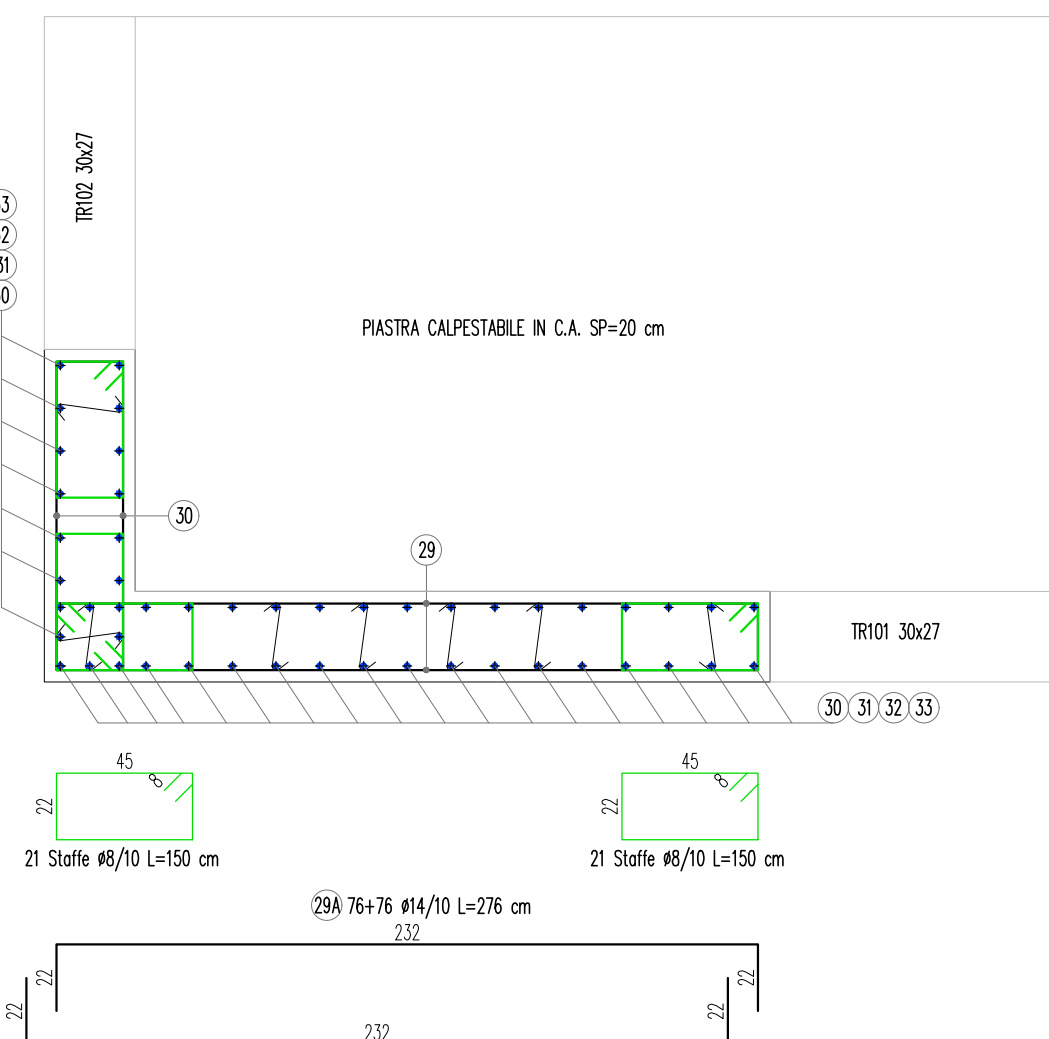 TR102 30x27
PIASTRA CALPESTABILE IN C.A. SP=20 cm
30
29
TR101 30x27
30 31 32 33
45
8
22
21 Staffe ø8/10 L=150 cm
45
8
22
21 Staffe ø8/10 L=150 cm
29A 76+76 ø14/10 L=276 cm
232
22
22
22
22
232